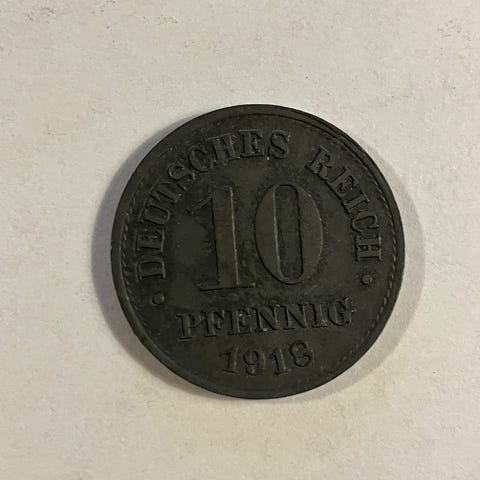 • DEUTSCHES REICH •
10
PFENNIG
1918